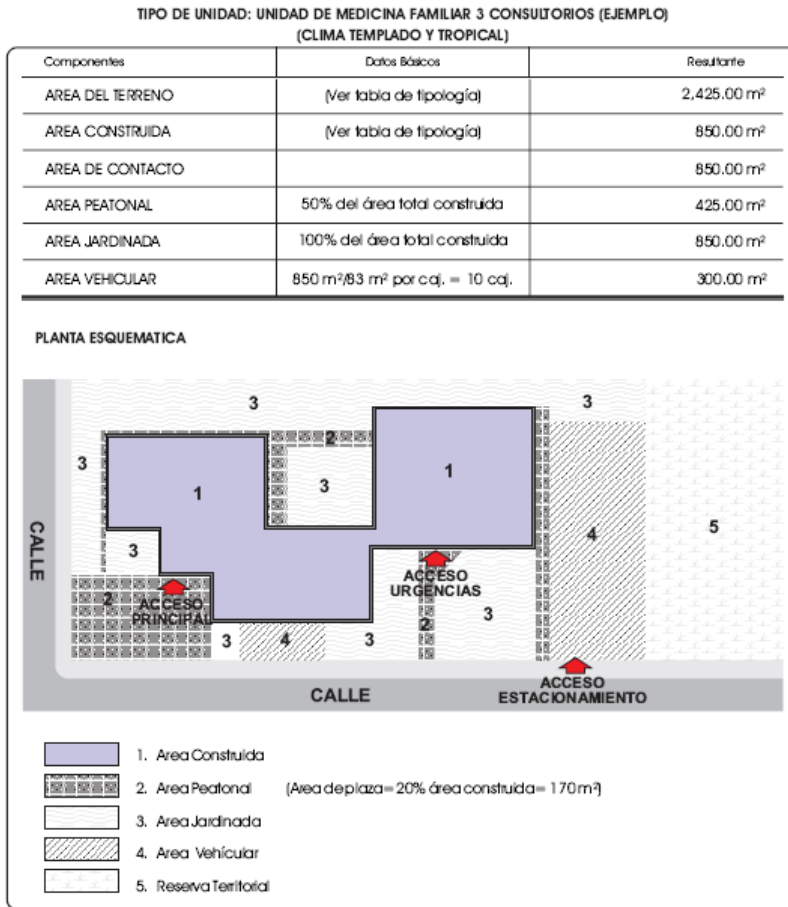 TIPO DE UNIDAD: UNIDAD DE MEDICINA FAMILIAR 3 CONSULTORIOS (EJEMPLO)
(CLIMA TEMPLADO Y TROPICAL)
Componentes Datos Básicos Resultante
AREA DEL TERRENO (Ver tabla de tipología) 2,425.00 m²
AREA CONSTRUIDA (Ver tabla de tipología) 850.00 m²
AREA DE CONTACTO 850.00 m²
AREA PEATONAL 50% del área total construida 425.00 m²
AREA JARDINADA 100% del área total construida 850.00 m²
AREA VEHICULAR 850 m²/83 m² por caj. = 10 caj. 300.00 m²
PLANTA ESQUEMATICA
3 3
2
3 1 3 1
4 5
CALLE
3
ACCESO
URGENCIAS
2 ACCESO
PRINCIPAL
3
2
3 4 3
ACCESO
ESTACIONAMIENTO
CALLE
1. Area Construida
2. Area Peatonal (Area de plaza= 20% área construida= 170 m²)
3. Area Jardinada
4. Area Vehícular
5. Reserva Territorial